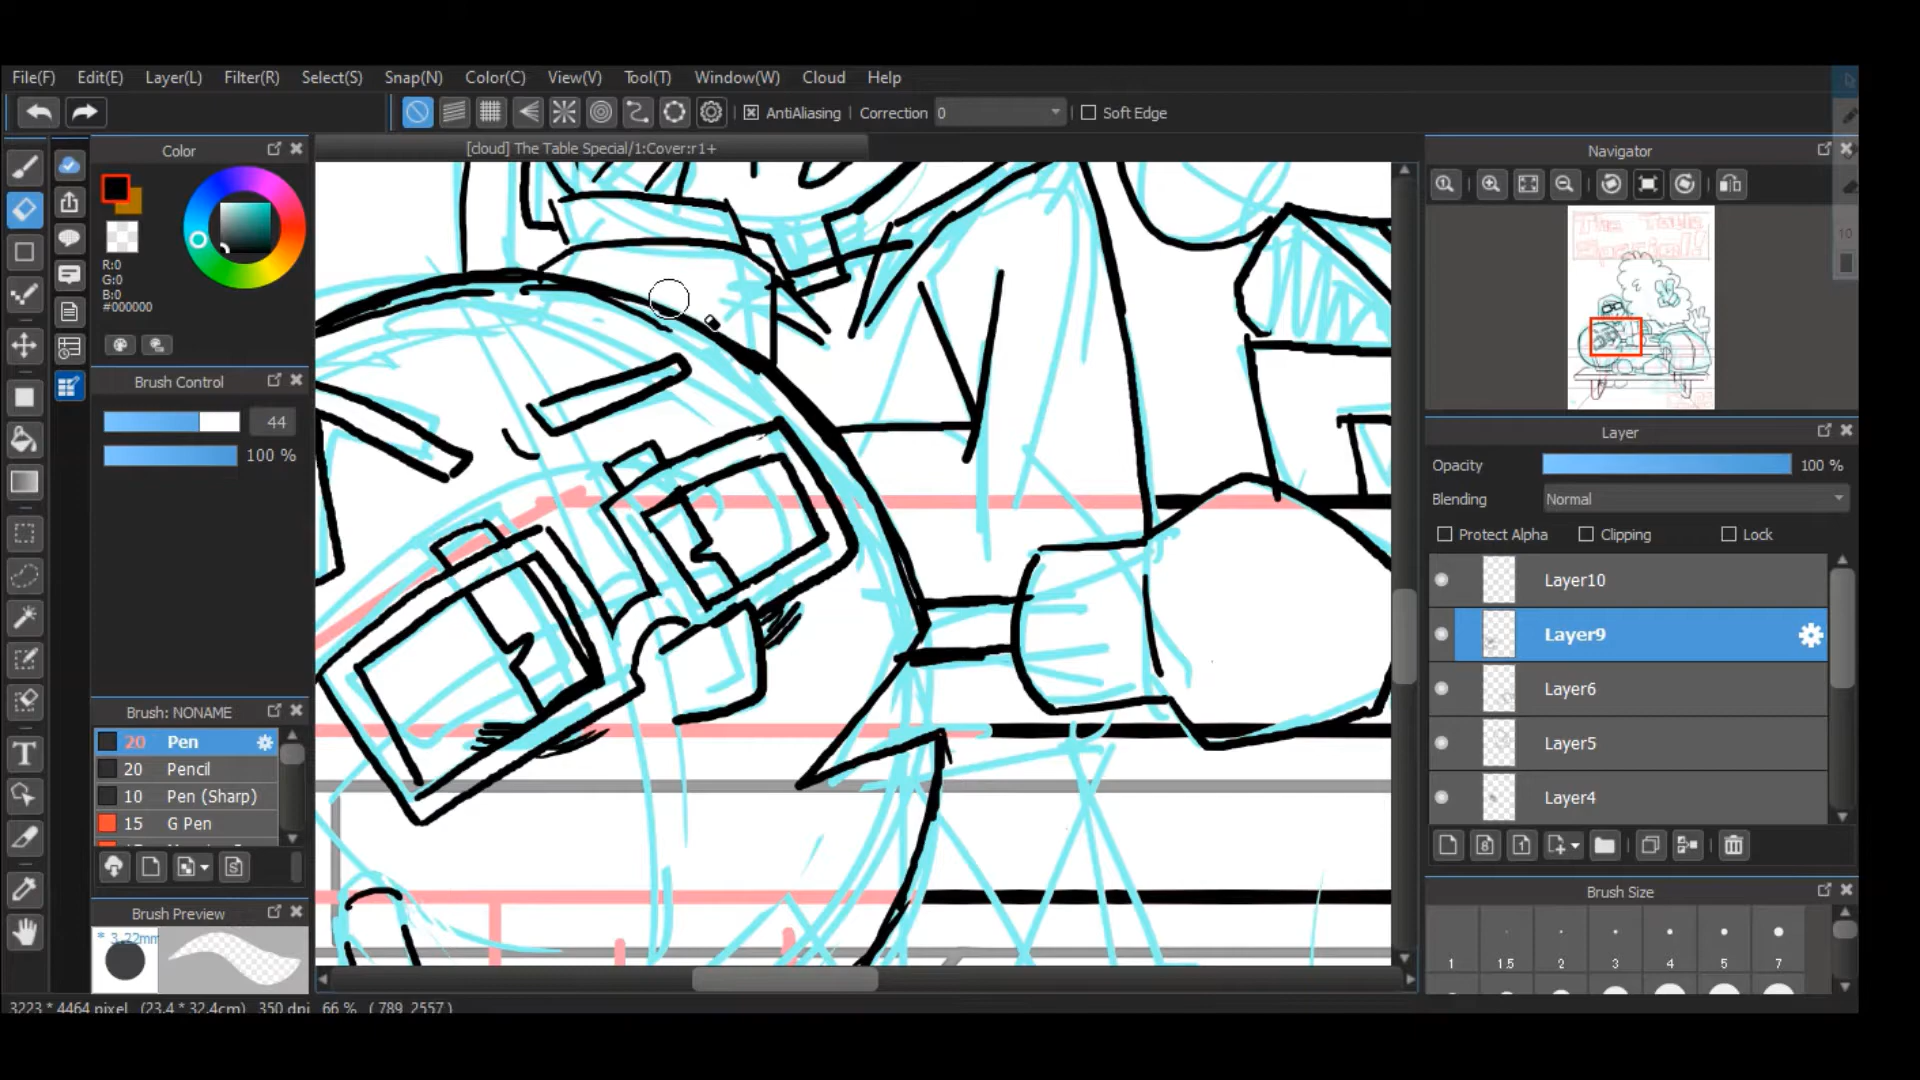 File(F) Edit(E) Layer(L) Filter(R) Select(S) Snap(N) Color(C) View(V) Tool(T) Window(W) Cloud Help
AntiAliasing Correction 0 Soft Edge
Color
[cloud] The Table Special/1:Cover:r1+
Navigator
R:0
G:0
B:0
#000000
The Table
Special!!
Brush Control
44
100 %
Layer
Opacity 100 %
Blending Normal
Protect Alpha Clipping Lock
Layer10
Layer9
Layer6
Layer5
Layer4
Brush: NONAME
20 Pen
20 Pencil
10 Pen (Sharp)
15 G Pen
Brush Preview
* 3.22mm
Brush Size
1 1.5 2 3 4 5 7
3223 * 4464 pixel (23.4 * 32.4cm) 350 dpi 66 % ( 789 2557 )